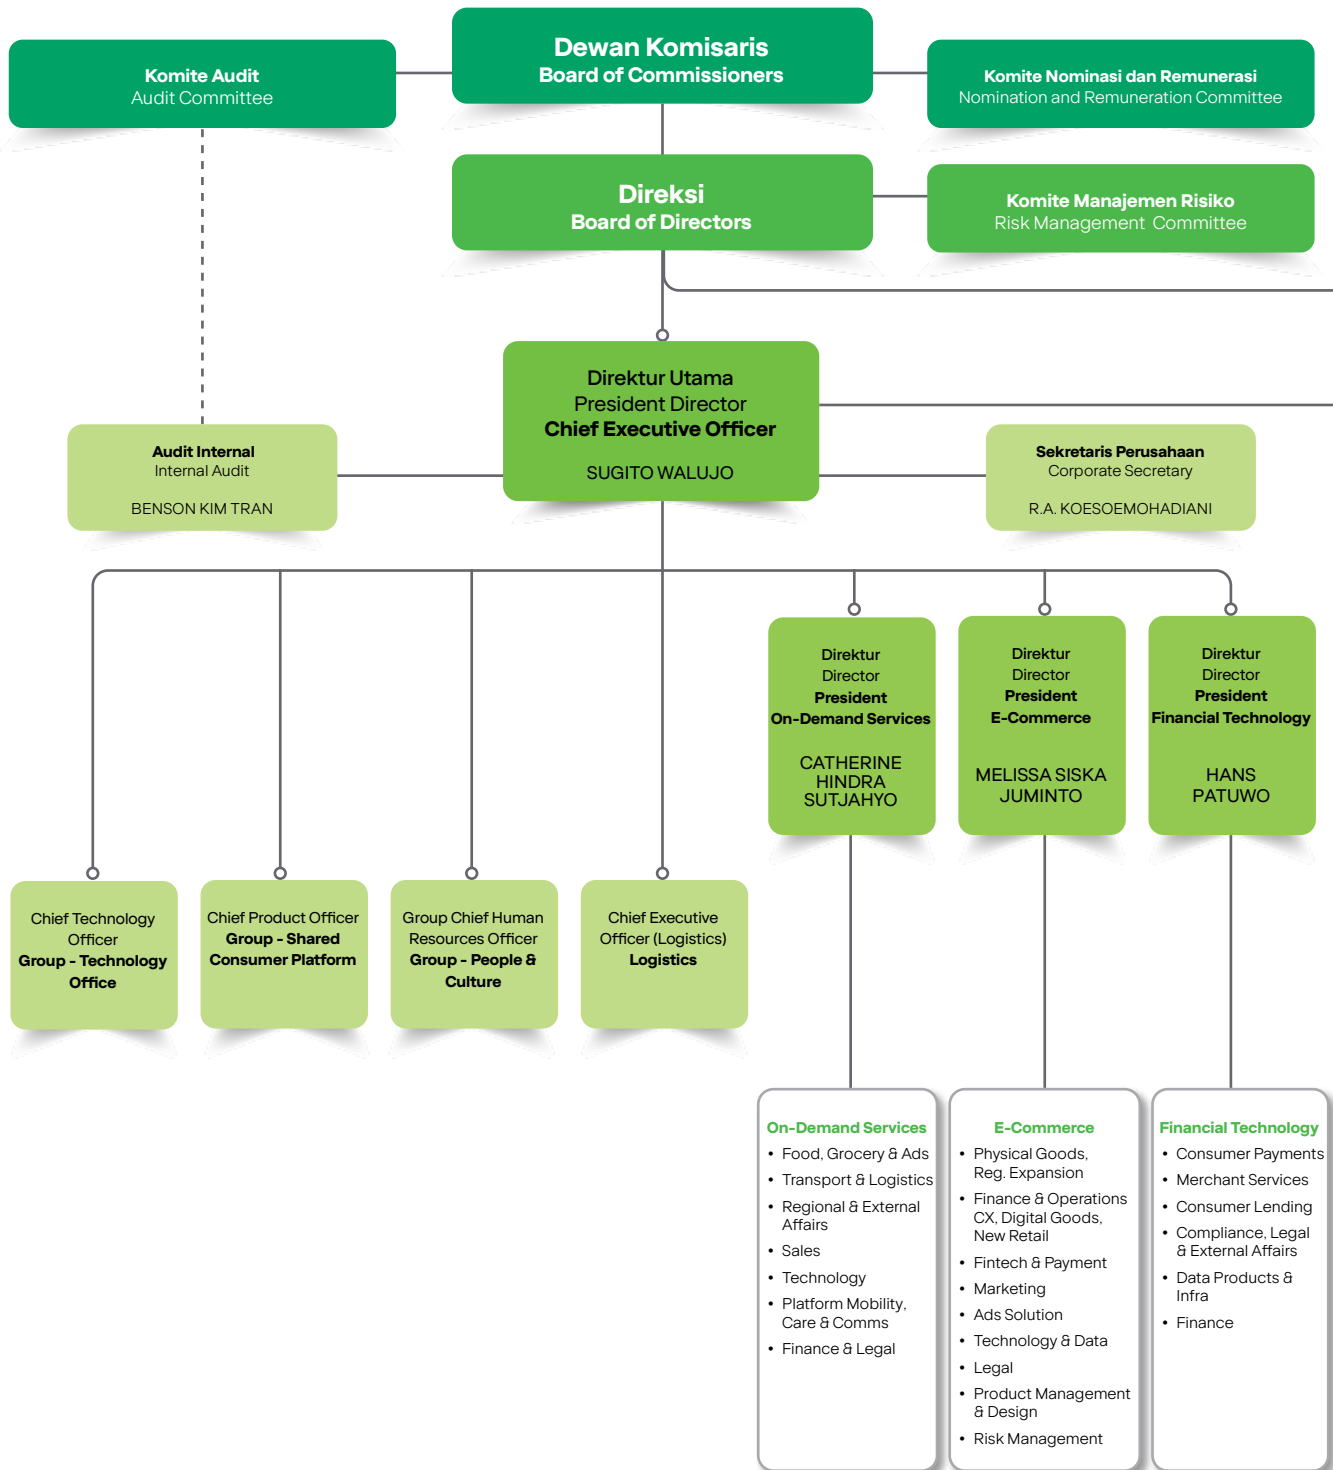 Dewan Komisaris
Board of Commissioners
Komite Audit
Audit Committee
Komite Nominasi dan Remunerasi
Nomination and Remuneration Committee
Direksi
Board of Directors
Komite Manajemen Risiko
Risk Management Committee
Direktur Utama
President Director
Chief Executive Officer
SUGITO WALUJO
Audit Internal
Internal Audit
BENSON KIM TRAN
Sekretaris Perusahaan
Corporate Secretary
R.A. KOESOEMOHADIANI
Direktur
Director
President
On-Demand Services
CATHERINE
HINDRA
SUTJAHYO
Direktur
Director
President
E-Commerce
MELISSA SISKA
JUMINTO
Direktur
Director
President
Financial Technology
HANS
PATUWO
Chief Technology
Officer
Group - Technology
Office
Chief Product Officer
Group - Shared
Consumer Platform
Group Chief Human
Resources Officer
Group - People &
Culture
Chief Executive
Officer (Logistics)
Logistics
On-Demand Services
• Food, Grocery & Ads
• Transport & Logistics
• Regional & External
Affairs
• Sales
• Technology
• Platform Mobility,
Care & Comms
• Finance & Legal
E-Commerce
• Physical Goods,
Reg. Expansion
• Finance & Operations
CX, Digital Goods,
New Retail
• Fintech & Payment
• Marketing
• Ads Solution
• Technology & Data
• Legal
• Product Management
& Design
• Risk Management
Financial Technology
• Consumer Payments
• Merchant Services
• Consumer Lending
• Compliance, Legal
& External Affairs
• Data Products &
Infra
• Finance